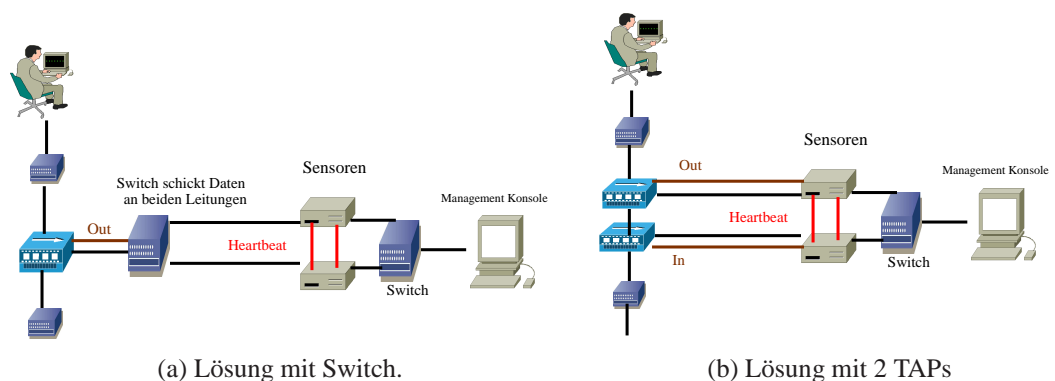 Sensoren
Switch schickt Daten
an beiden Leitungen
Management Konsole
Out
Heartbeat
Switch
(a) Lösung mit Switch.
Sensoren
Out
Management Konsole
Heartbeat
In
Switch
(b) Lösung mit 2 TAPs